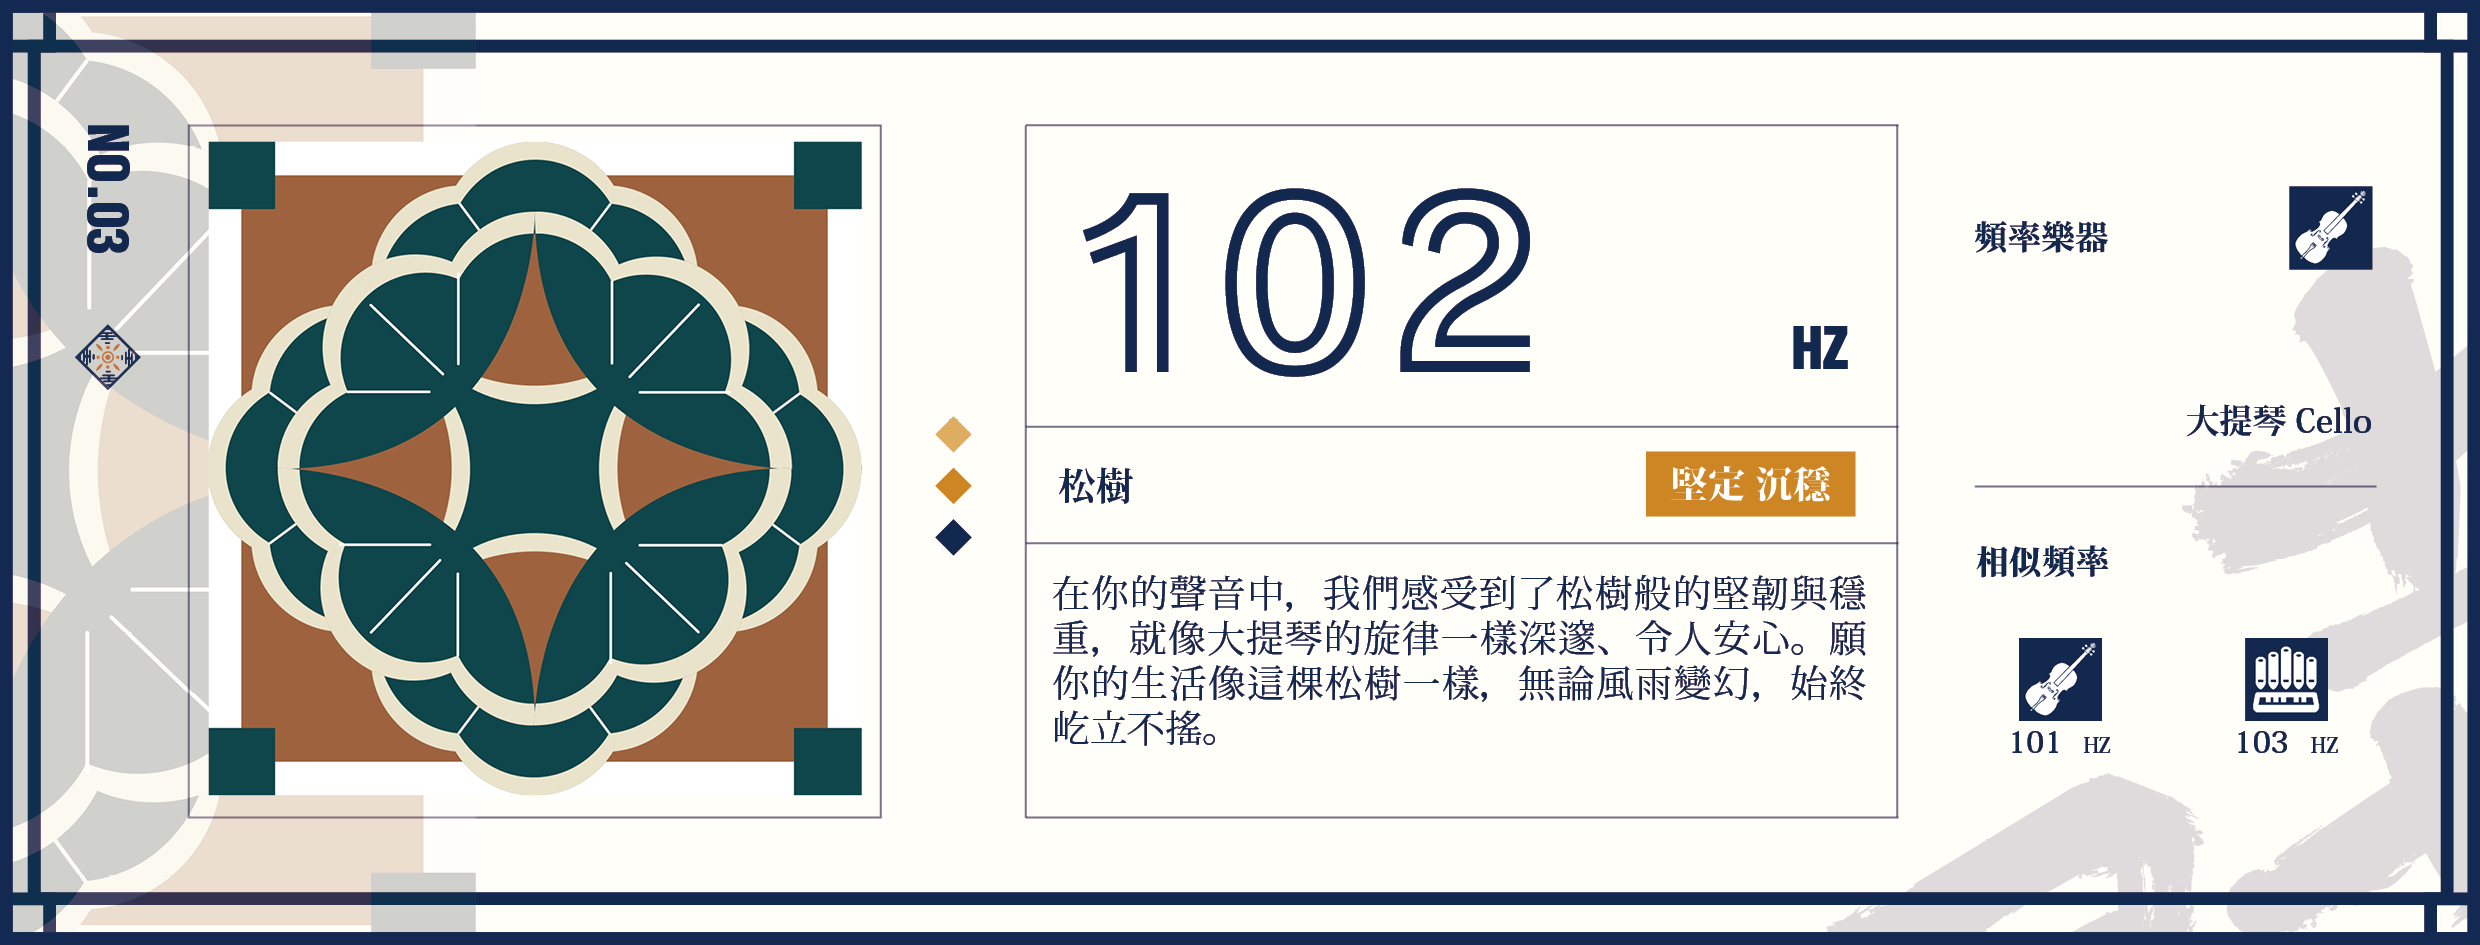 NO.03
102
HZ
松樹
堅定 沉穩
在你的聲音中，我們感受到了松樹般的堅韌與穩
重，就像大提琴的旋律一樣深邃、令人安心。願
你的生活像這棵松樹一樣，無論風雨變幻，始終
屹立不搖。
頻率樂器
大提琴 Cello
相似頻率
101 HZ
103 HZ